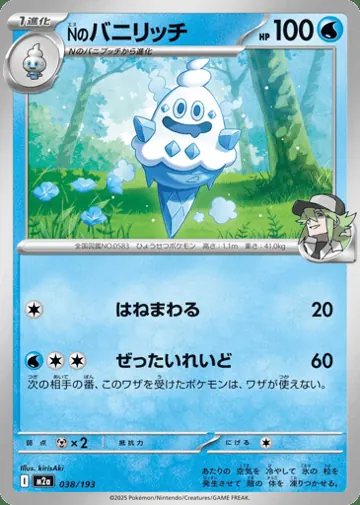 1進化
Nのバニリッチ
HP 100
Nのバニプッチから進化
全国図鑑NO.0583 ひょうせつポケモン 高さ:1.1m 重さ:41.0kg
はねまわる 20
ぜったいれいど 60
次の相手の番、このワザを受けたポケモンは、ワザが使えない。
弱点 ×2 抵抗力 にげる
Illus. kirisAki
I m2a 038/193
あたりの 空気を 冷やして 氷の 粒を
つくり 敵の 周りを 凍りつかせる。
©2025 Pokémon/Nintendo/Creatures/GAME FREAK.